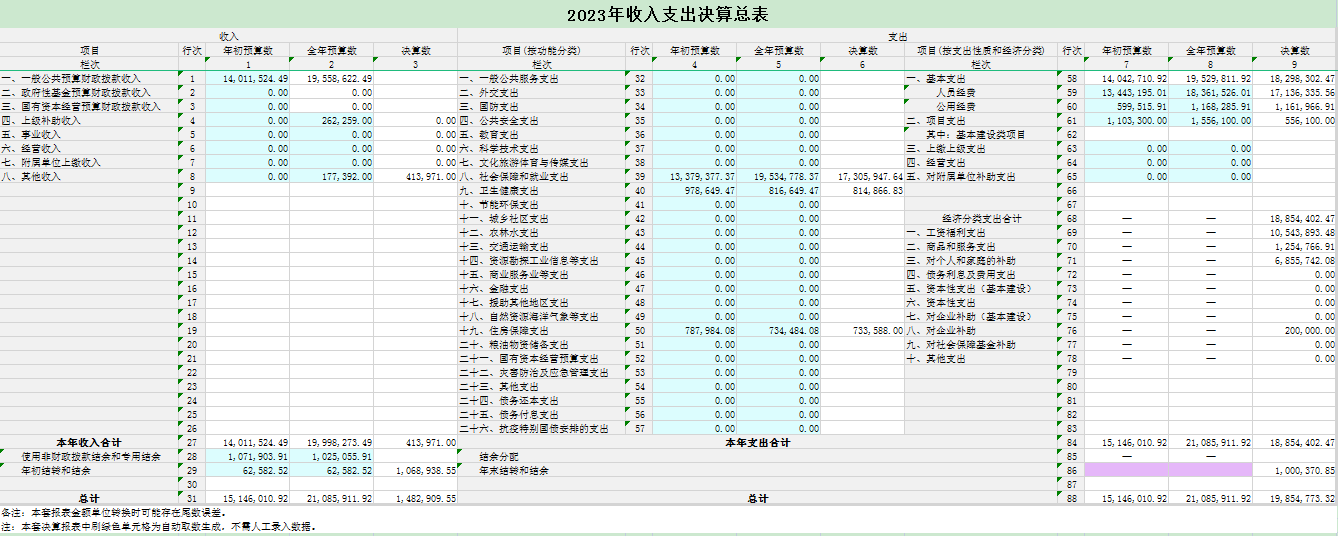 2023年收入支出决算总表
收入 支出
项目 行次 年初预算数 全年预算数 决算数 项目(按功能分类) 行次 年初预算数 全年预算数 决算数 项目(按支出性质和经济分类) 行次 年初预算数 全年预算数 决算数
栏次 1 2 3 栏次 4 5 6 栏次 7 8 9
一、一般公共预算财政拨款收入 1 14,011,524.49 19,558,622.49 一、一般公共服务支出 32 0.00 0.00 一、基本支出 58 14,042,710.92 19,529,811.92 18,298,302.47
二、政府性基金预算财政拨款收入 2 0.00 0.00 二、外交支出 33 0.00 0.00 人员经费 59 13,443,195.01 18,361,526.01 17,136,335.56
三、国有资本经营预算财政拨款收入 3 0.00 0.00 三、国防支出 34 0.00 0.00 公用经费 60 599,515.91 1,168,285.91 1,161,966.91
四、上级补助收入 4 0.00 262,259.00 0.00 四、公共安全支出 35 0.00 0.00 二、项目支出 61 1,103,300.00 1,556,100.00 556,100.00
五、事业收入 5 0.00 0.00 0.00 五、教育支出 36 0.00 0.00 其中：基本建设类项目 62
六、经营收入 6 0.00 0.00 0.00 六、科学技术支出 37 0.00 0.00 三、上缴上级支出 63 0.00 0.00
七、附属单位上缴收入 7 0.00 0.00 0.00 七、文化旅游体育与传媒支出 38 0.00 0.00 四、经营支出 64 0.00 0.00
八、其他收入 8 0.00 177,392.00 413,971.00 八、社会保障和就业支出 39 13,379,377.37 19,534,778.37 17,305,947.64 五、对附属单位补助支出 65 0.00 0.00
9 九、卫生健康支出 40 978,649.47 816,649.47 814,866.83 66
10 十、节能环保支出 41 0.00 0.00 67
11 十一、城乡社区支出 42 0.00 0.00 经济分类支出合计 68 — — 18,854,402.47
12 十二、农林水支出 43 0.00 0.00 一、工资福利支出 69 — — 10,543,893.48
13 十三、交通运输支出 44 0.00 0.00 二、商品和服务支出 70 — — 1,254,766.91
14 十四、资源勘探工业信息等支出 45 0.00 0.00 三、对个人和家庭的补助 71 — — 6,855,742.08
15 十五、商业服务业等支出 46 0.00 0.00 四、债务利息及费用支出 72 — — 0.00
16 十六、金融支出 47 0.00 0.00 五、资本性支出（基本建设） 73 — — 0.00
17 十七、援助其他地区支出 48 0.00 0.00 六、资本性支出 74 — — 0.00
18 十八、自然资源海洋气象等支出 49 0.00 0.00 七、对企业补助（基本建设） 75 — — 0.00
19 十九、住房保障支出 50 787,984.08 734,484.08 733,588.00 八、对企业补助 76 — — 200,000.00
20 二十、粮油物资储备支出 51 0.00 0.00 九、对社会保障基金补助 77 — — 0.00
21 二十一、国有资本经营预算支出 52 0.00 0.00 十、其他支出 78 — — 0.00
22 二十二、灾害防治及应急管理支出 53 0.00 0.00 79
23 二十三、其他支出 54 0.00 0.00 80
24 二十四、债务还本支出 55 0.00 0.00 81
25 二十五、债务付息支出 56 0.00 0.00 82
26 二十六、抗疫特别国债安排的支出 57 0.00 0.00 83
本年收入合计 27 14,011,524.49 19,998,273.49 413,971.00 本年支出合计 84 15,146,010.92 21,085,911.92 18,854,402.47
使用非财政拨款结余和专用结余 28 1,071,903.91 1,025,055.91 结余分配 85 — —
年初结转和结余 29 62,582.52 62,582.52 1,068,938.55 年末结转和结余 86 1,000,370.85
30 87
总计 31 15,146,010.92 21,085,911.92 1,482,909.55 总计 88 15,146,010.92 21,085,911.92 19,854,773.32
备注：本套报表金额单位转换时可能存在尾数误差。
注：本套决算报表中刷绿色单元格为自动取数生成，不需人工录入数据。